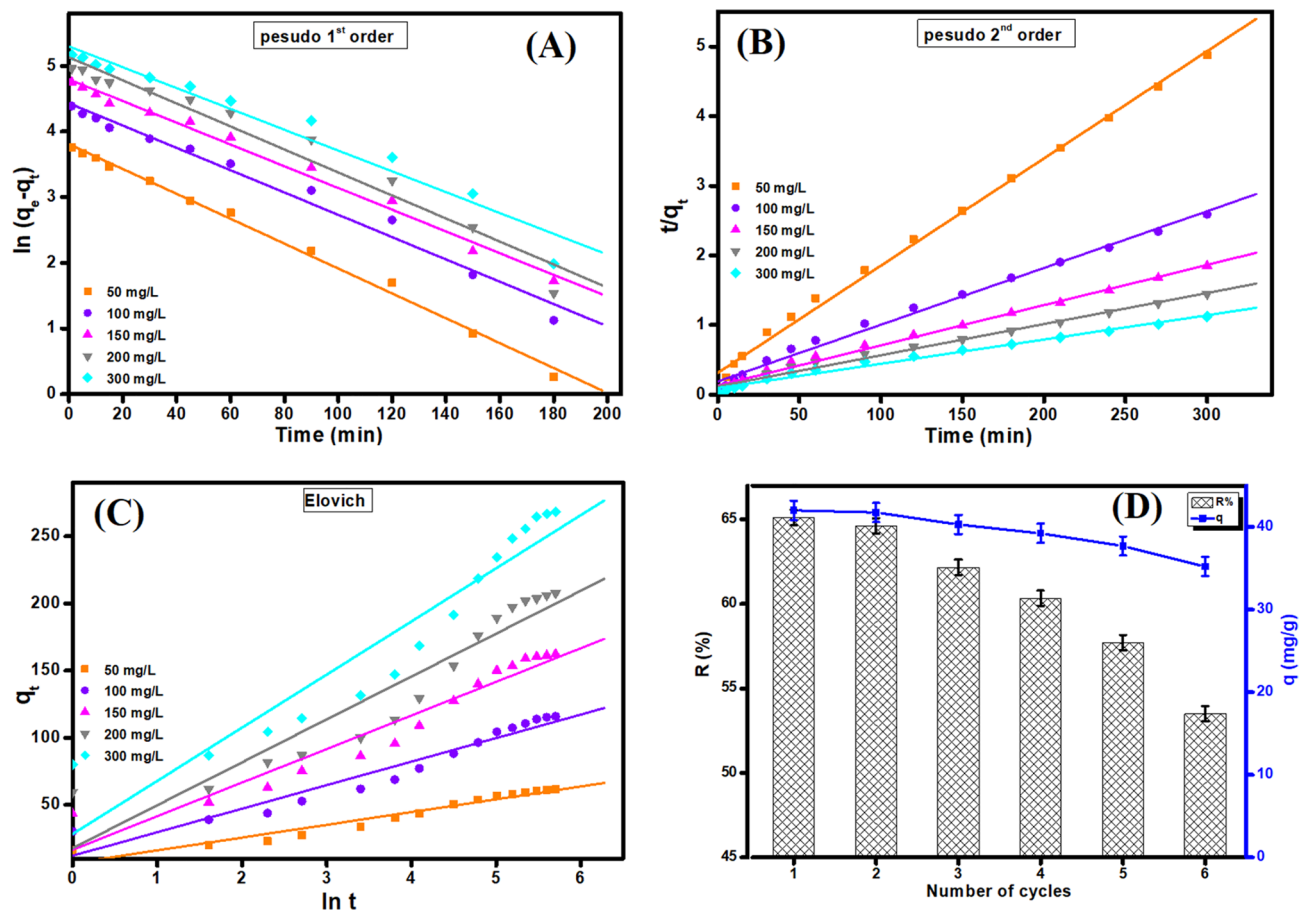 pesudo 1st order
(A)
5
4
3
2
1
0
ln (qe-qt)
50 mg/L
100 mg/L
150 mg/L
200 mg/L
300 mg/L
0 20 40 60 80 100 120 140 160 180 200
Time (min)
(B)
pesudo 2nd order
5
4
3
2
1
0
t/qt
50 mg/L
100 mg/L
150 mg/L
200 mg/L
300 mg/L
0 50 100 150 200 250 300
Time (min)
(C)
Elovich
250
200
150
100
50
qt
50 mg/L
100 mg/L
150 mg/L
200 mg/L
300 mg/L
0 1 2 3 4 5 6
ln t
(D)
R%
q
65
60
55
50
45
R (%)
40
30
20
10
0
q (mg/g)
1 2 3 4 5 6
Number of cycles